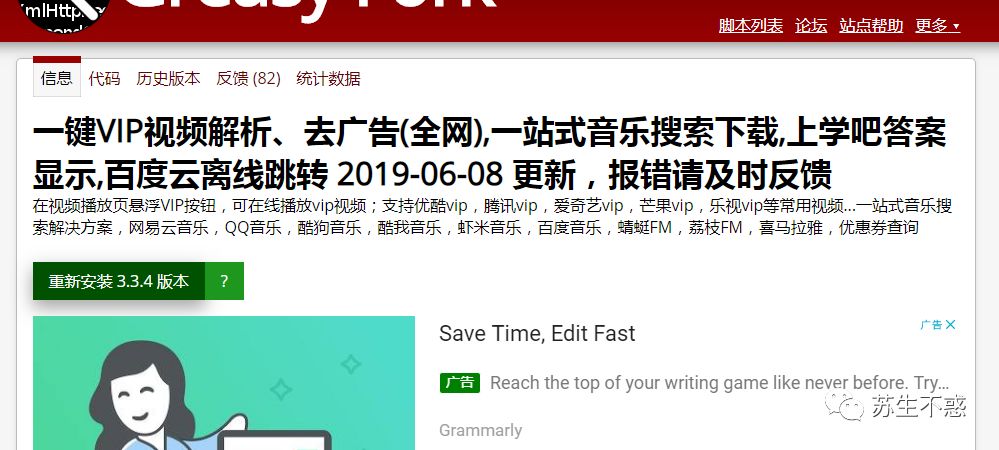 mlHttp
Greasy Fork
脚本列表 论坛 站点帮助 更多
信息 代码 历史版本 反馈 (82) 统计数据
一键VIP视频解析、去广告(全网),一站式音乐搜索下载,上学吧答案
显示,百度云离线跳转 2019-06-08 更新，报错请及时反馈
在视频播放页悬浮VIP按钮，可在线播放vip视频；支持优酷vip，腾讯vip，爱奇艺vip，芒果vip，乐视vip等常用视频...一站式音乐搜
索解决方案，网易云音乐，QQ音乐，酷狗音乐，酷我音乐，虾米音乐，百度音乐，蜻蜓FM，荔枝FM，喜马拉雅，优惠券查询
重新安装 3.3.4 版本 ?
Save Time, Edit Fast
广告
广告 Reach the top of your writing game like never before. Try...
苏生不惑
Grammarly